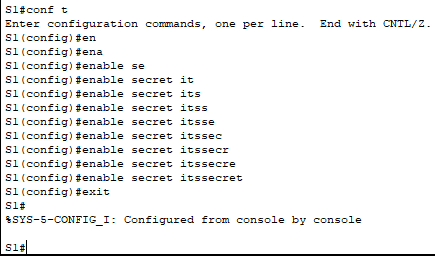 S1#conf t
Enter configuration commands, one per line.  End with CNTL/Z.
S1(config)#en
S1(config)#ena
S1(config)#enable se
S1(config)#enable secret it
S1(config)#enable secret its
S1(config)#enable secret itss
S1(config)#enable secret itsse
S1(config)#enable secret itssec
S1(config)#enable secret itssecr
S1(config)#enable secret itssecre
S1(config)#enable secret itssecret
S1(config)#exit
S1#
%SYS-5-CONFIG_I: Configured from console by console
S1#